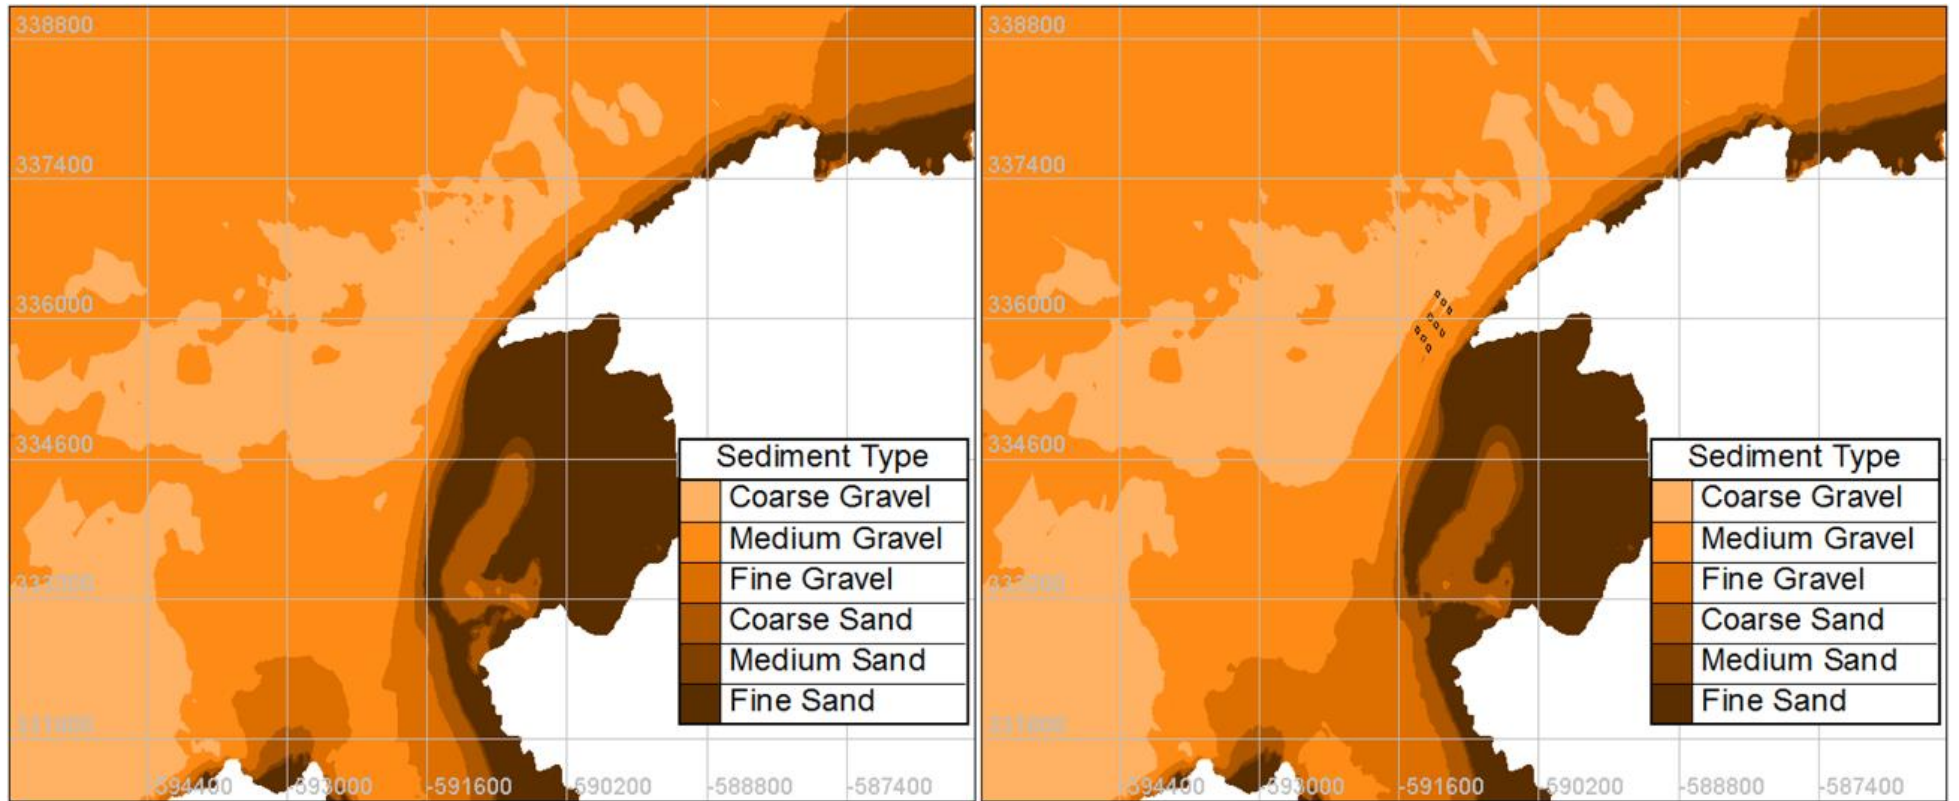 338800
337400
336000
334600
333200
-594400 -593000 -591600 -590200 -588800 -587400
Sediment Type
Coarse Gravel
Medium Gravel
Fine Gravel
Coarse Sand
Medium Sand
Fine Sand
338800
337400
336000
334600
333200
-594400 -593000 -591600 -590200 -588800 -587400
Sediment Type
Coarse Gravel
Medium Gravel
Fine Gravel
Coarse Sand
Medium Sand
Fine Sand